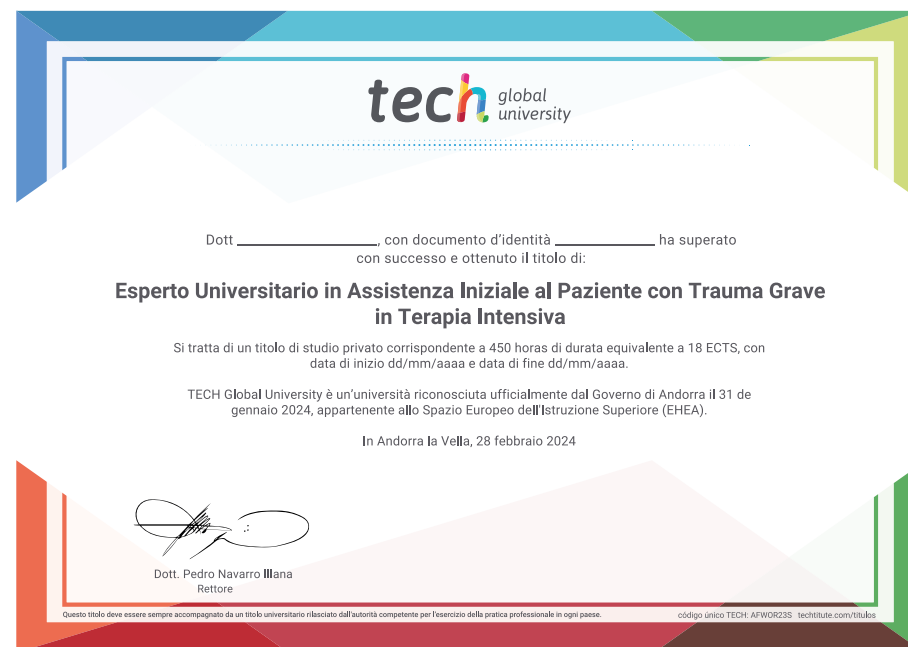 tech global university
Dott ____________, con documento d'identità ____________ ha superato
con successo e ottenuto il titolo di:
Esperto Universitario in Assistenza Iniziale al Paziente con Trauma Grave
in Terapia Intensiva
Si tratta di un titolo di studio privato corrispondente a 450 horas di durata equivalente a 18 ECTS, con
data di inizio dd/mm/aaaa e data di fine dd/mm/aaaa.
TECH Global University è un'università riconosciuta ufficialmente dal Governo di Andorra il 31 de
gennaio 2024, appartenente allo Spazio Europeo dell'Istruzione Superiore (EHEA).
In Andorra la Vella, 28 febbraio 2024
Dott. Pedro Navarro Illana
Rettore
Questo titolo deve essere sempre accompagnato da un titolo universitario rilasciato dall'autorità competente per l'esercizio della pratica professionale in ogni paese.
código único TECH: AFWOR23S techtitute.com/titulos